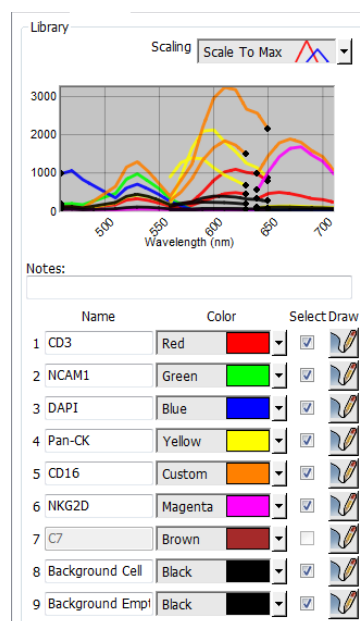 Library
Scaling Scale To Max
3000
2000
1000
0
500 550 600 650 700
Wavelength (nm)
Notes:
Name Color Select Draw
1 CD3 Red
2 NCAM1 Green
3 DAPI Blue
4 Pan-CK Yellow
5 CD16 Custom
6 NKG2D Magenta
7 C7 Brown
8 Background Cell Black
9 Background Empt Black